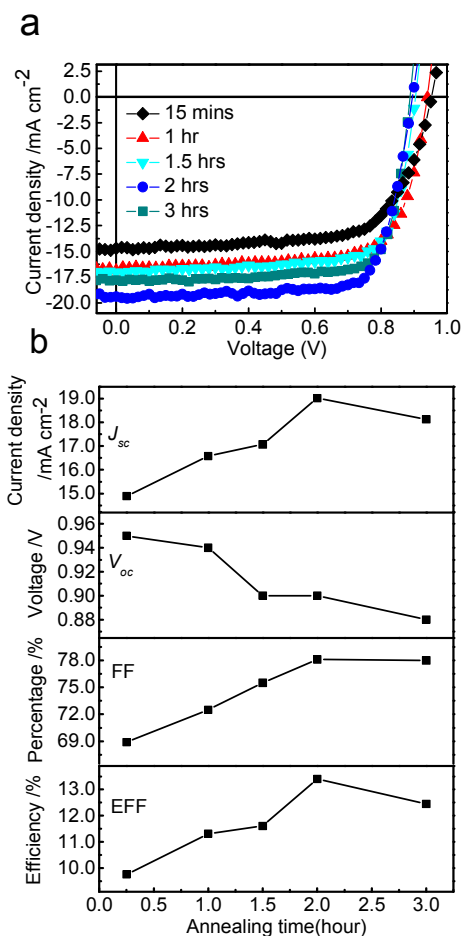 a
Current density /mA cm-2
2.5
0.0
-2.5
-5.0
-7.5
-10.0
-12.5
-15.0
-17.5
-20.0
15 mins
1 hr
1.5 hrs
2 hrs
3 hrs
0.0 0.2 0.4 0.6 0.8 1.0
Voltage (V)
b
Current density
/mA cm-2
19.0
18.0
17.0
16.0
15.0
Jsc
Voltage /V
0.96
0.94
0.92
0.90
0.88
Voc
Percentage /%
78.0
75.0
72.0
69.0
FF
Efficiency /%
13.0
12.0
11.0
10.0
EFF
0.0 0.5 1.0 1.5 2.0 2.5 3.0
Annealing time(hour)